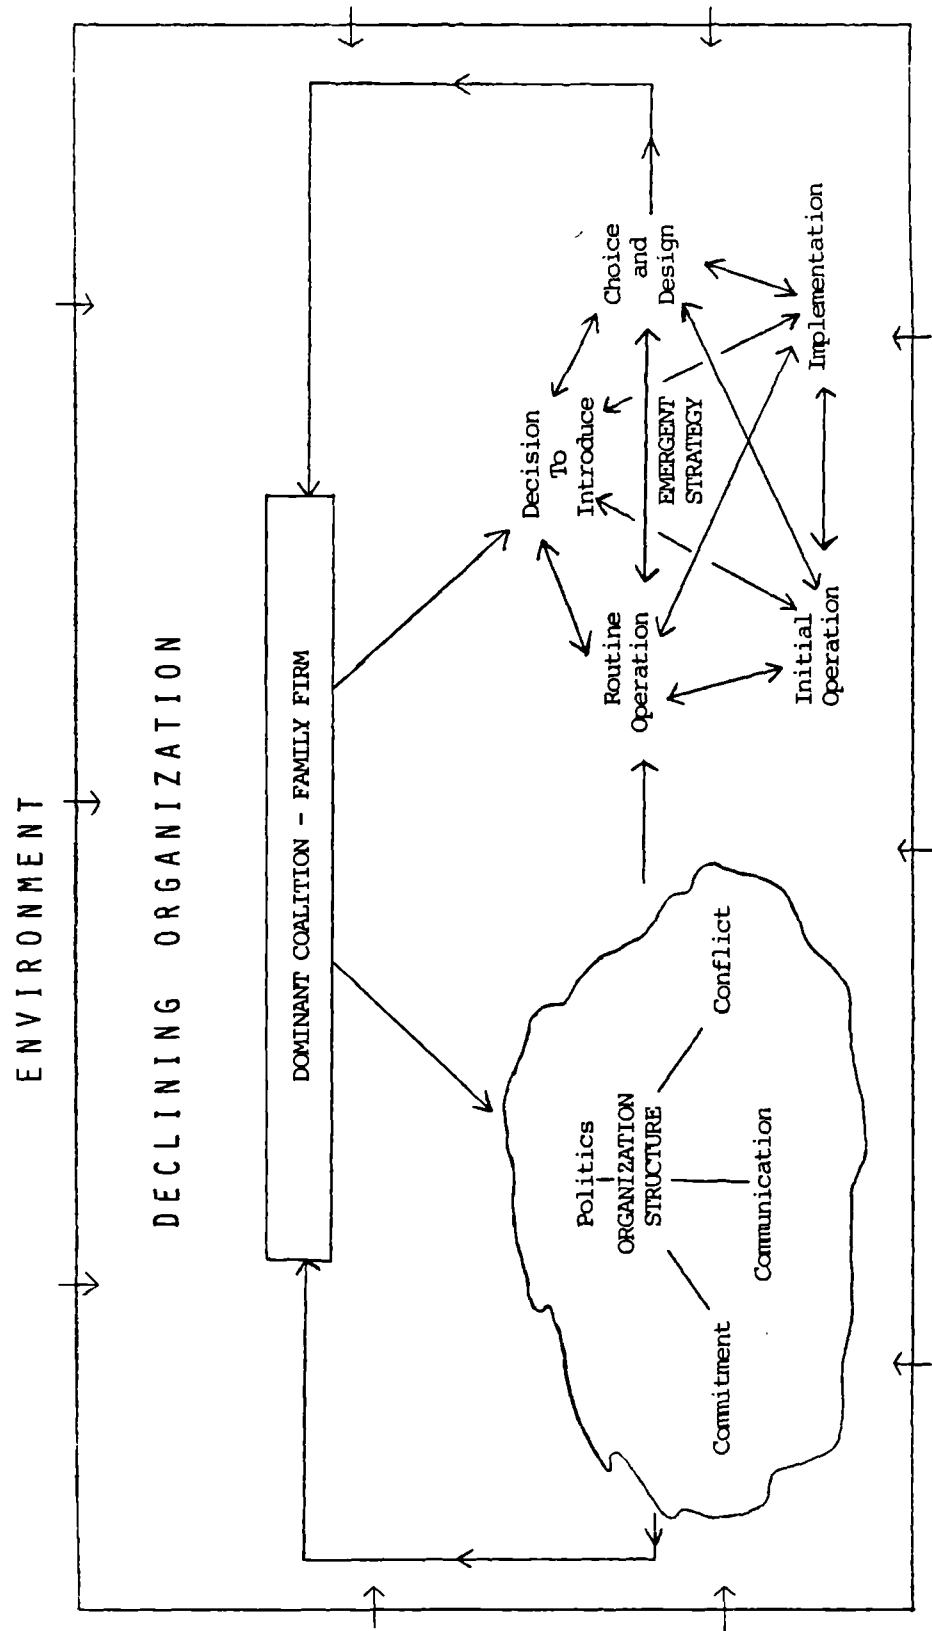 ENVIRONMENT
DECLINING ORGANIZATION
DOMINANT COALITION - FAMILY FIRM
Politics
ORGANIZATION
STRUCTURE
Commitment
Communication
Conflict
Decision
To
Introduce
Routine
Operation
EMERGENT
STRATEGY
Choice
and
Design
Initial
Operation
Implementation